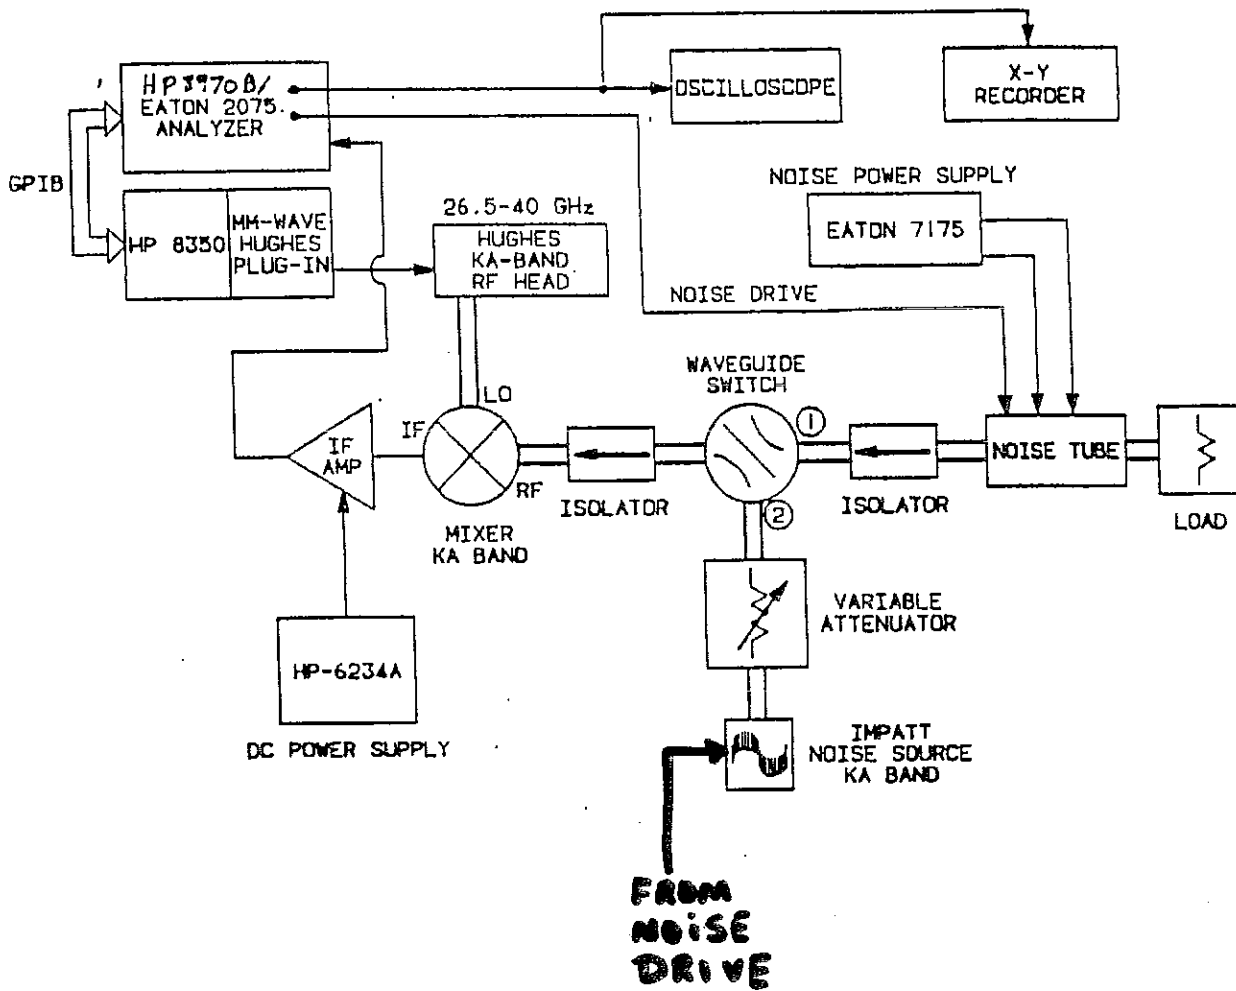 HP 8970B/
EATON 2075.
ANALYZER
OSCILLOSCOPE
X-Y
RECORDER
GPIB
HP 8350
MM-WAVE
HUGHES
PLUG-IN
26.5-40 GHz
HUGHES
KA-BAND
RF HEAD
NOISE POWER SUPPLY
EATON 7175
NOISE DRIVE
WAVEGUIDE
SWITCH
LO
IF
RF
IF
AMP
MIXER
KA BAND
ISOLATOR
1
2
ISOLATOR
NOISE TUBE
LOAD
VARIABLE
ATTENUATOR
HP-6234A
DC POWER SUPPLY
IMPATT
NOISE SOURCE
KA BAND
FROM
NOiSE
DRIVE